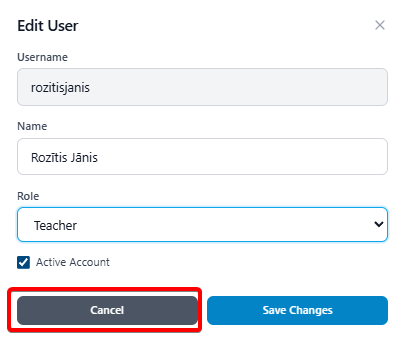 Edit User
Username
rozitisjanis
Name
Rozītis Jānis
Role
Teacher
Active Account
Cancel
Save Changes